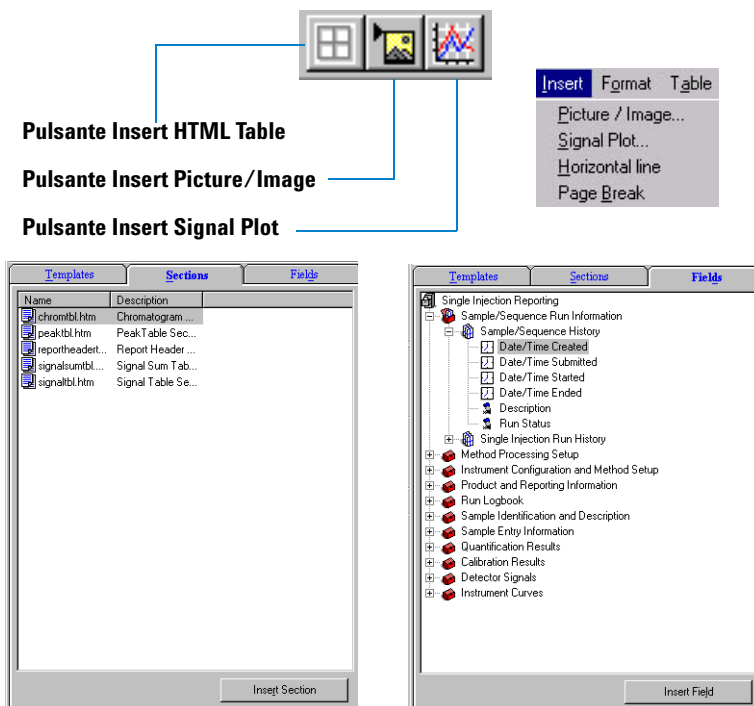 Pulsante Insert HTML Table
Pulsante Insert Picture/Image
Pulsante Insert Signal Plot
Insert Format Table
Picture / Image...
Signal Plot...
Horizontal line
Page Break
Templates Sections Fields
Name Description
chromtbl.htm Chromatogram ...
peaktbl.htm PeakTable Sec...
reportheadert... Report Header ...
signalsumtbl.... Signal Sum Tab...
signaltbl.htm Signal Table Se...
Insert Section
Templates Sections Fields
Single Injection Reporting
Sample/Sequence Run Information
Sample/Sequence History
Date/Time Created
Date/Time Submitted
Date/Time Started
Date/Time Ended
Description
Run Status
Single Injection Run History
Method Processing Setup
Instrument Configuration and Method Setup
Product and Reporting Information
Run Logbook
Sample Identification and Description
Sample Entry Information
Quantification Results
Calibration Results
Detector Signals
Instrument Curves
Insert Field